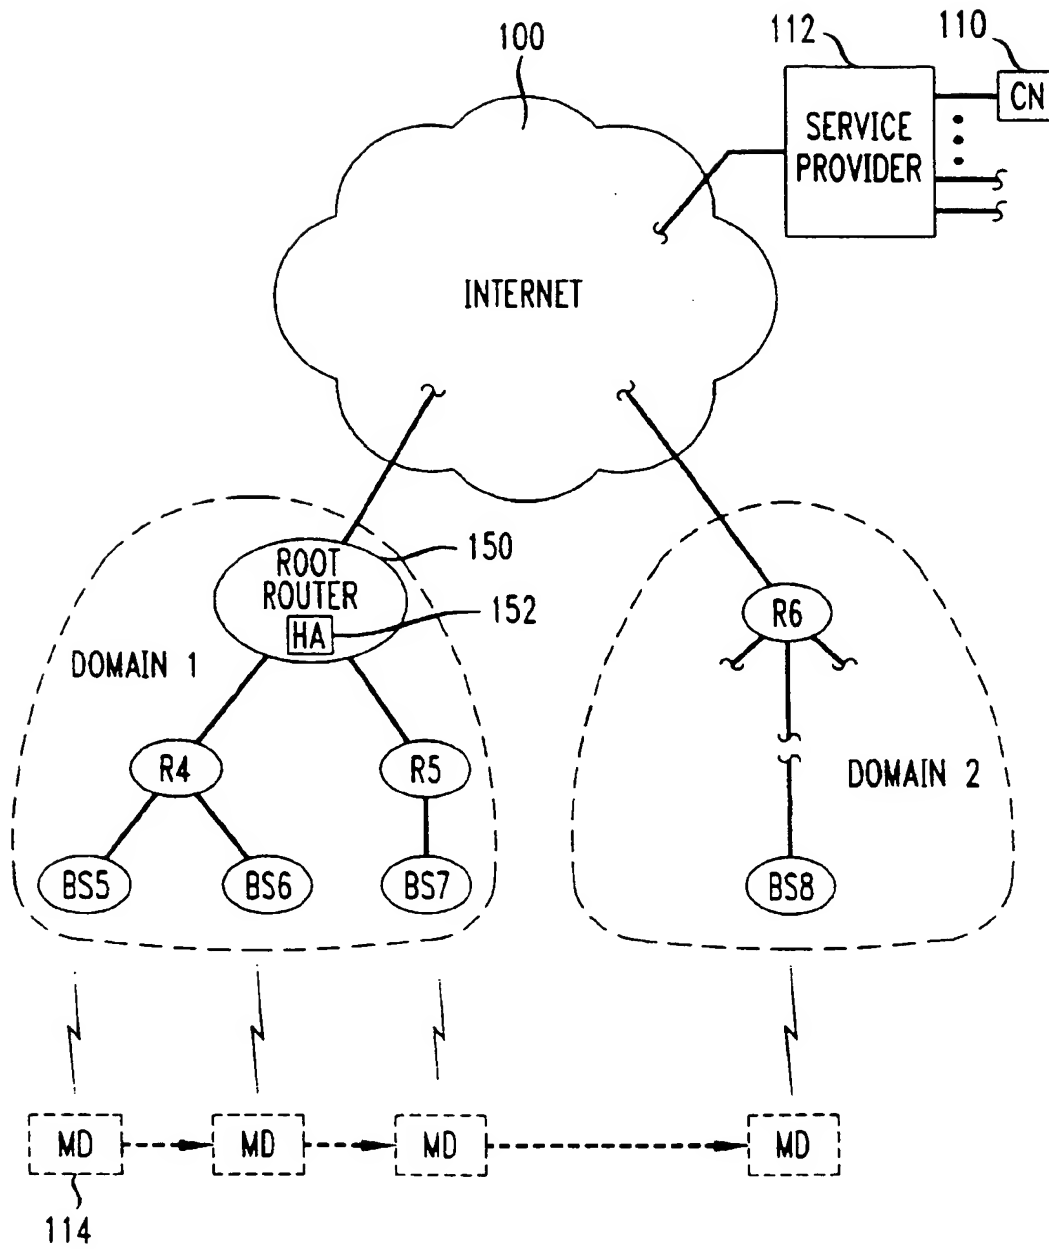 100
112
110
CN
SERVICE
PROVIDER
INTERNET
ROOT
ROUTER
HA
150
152
R6
DOMAIN 1
R4
R5
DOMAIN 2
BS5
BS6
BS7
BS8
MD
MD
MD
MD
114